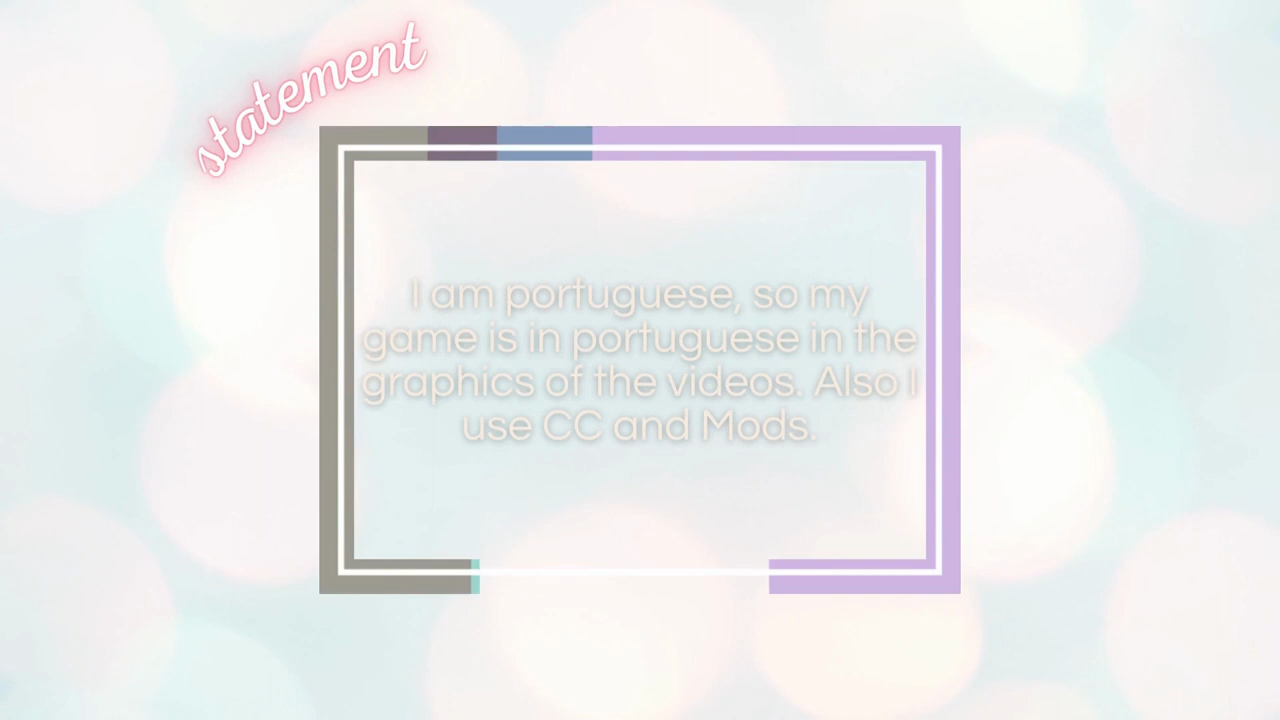 statement
I am portuguese, so my
game is in portuguese in the
graphics of the videos. Also I
use CC and Mods.